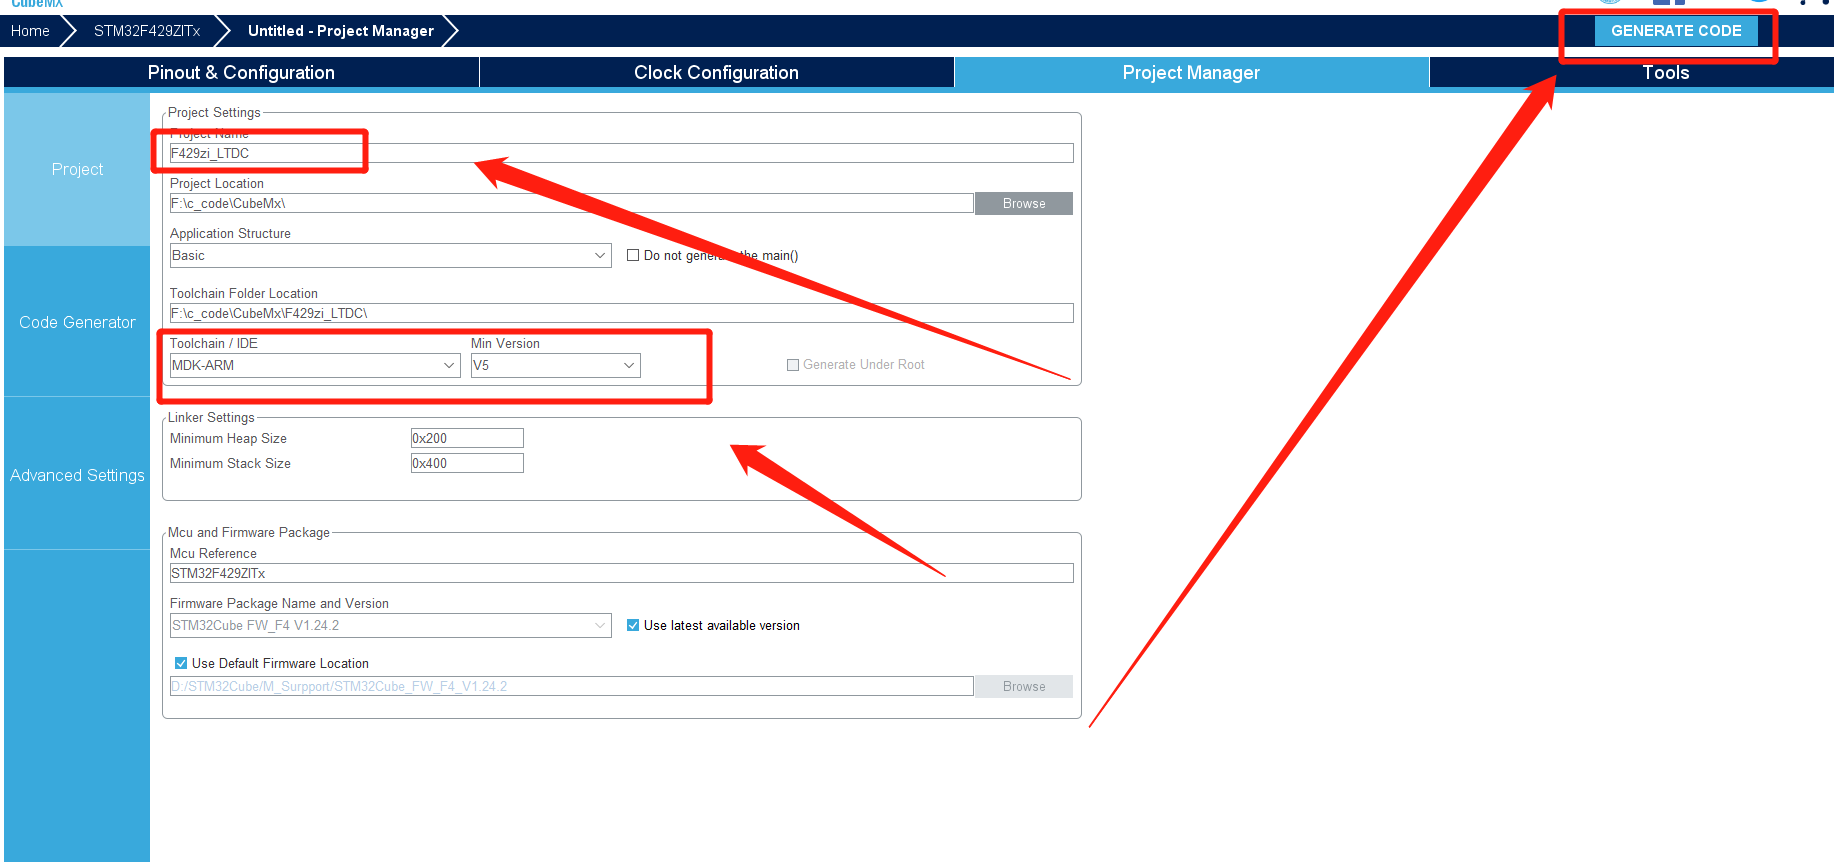 CubeMX
Home STM32F429ZITx Untitled - Project Manager GENERATE CODE
Pinout & Configuration Clock Configuration Project Manager Tools
Project
Code Generator
Advanced Settings
Project Settings
Project Name
F429zi_LTDC
Project Location
F:\c_code\CubeMx\ Browse
Application Structure
Basic Do not generate the main()
Toolchain Folder Location
F:\c_code\CubeMx\F429zi_LTDC\
Toolchain / IDE Min Version
MDK-ARM V5 Generate Under Root
Linker Settings
Minimum Heap Size 0x200
Minimum Stack Size 0x400
Mcu and Firmware Package
Mcu Reference
STM32F429ZITx
Firmware Package Name and Version
STM32Cube FW_F4 V1.24.2 Use latest available version
Use Default Firmware Location
D:/STM32Cube/M_Surpport/STM32Cube_FW_F4_V1.24.2 Browse